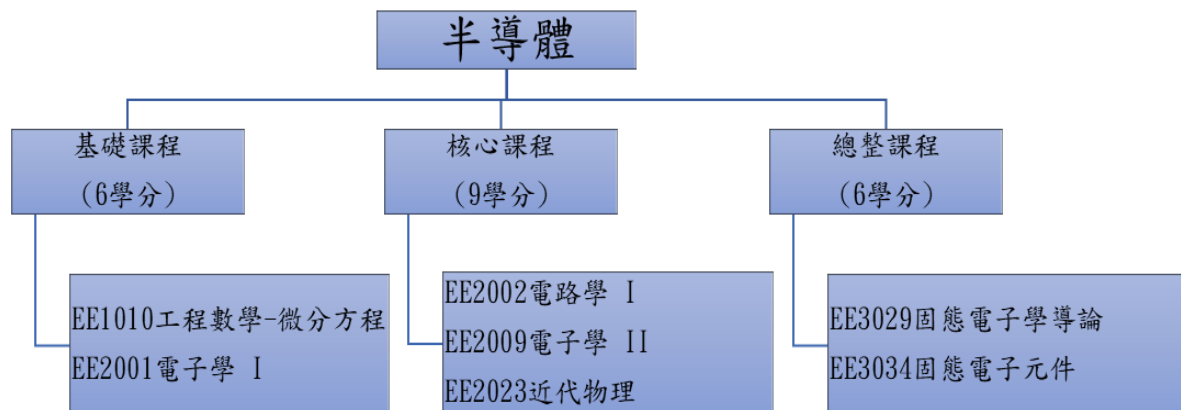 半導體
基礎課程
(6學分)
核心課程
(9學分)
總整課程
(6學分)
EE1010工程數學-微分方程
EE2001電子學 I
EE2002電路學 I
EE2009電子學 II
EE2023近代物理
EE3029固態電子學導論
EE3034固態電子元件